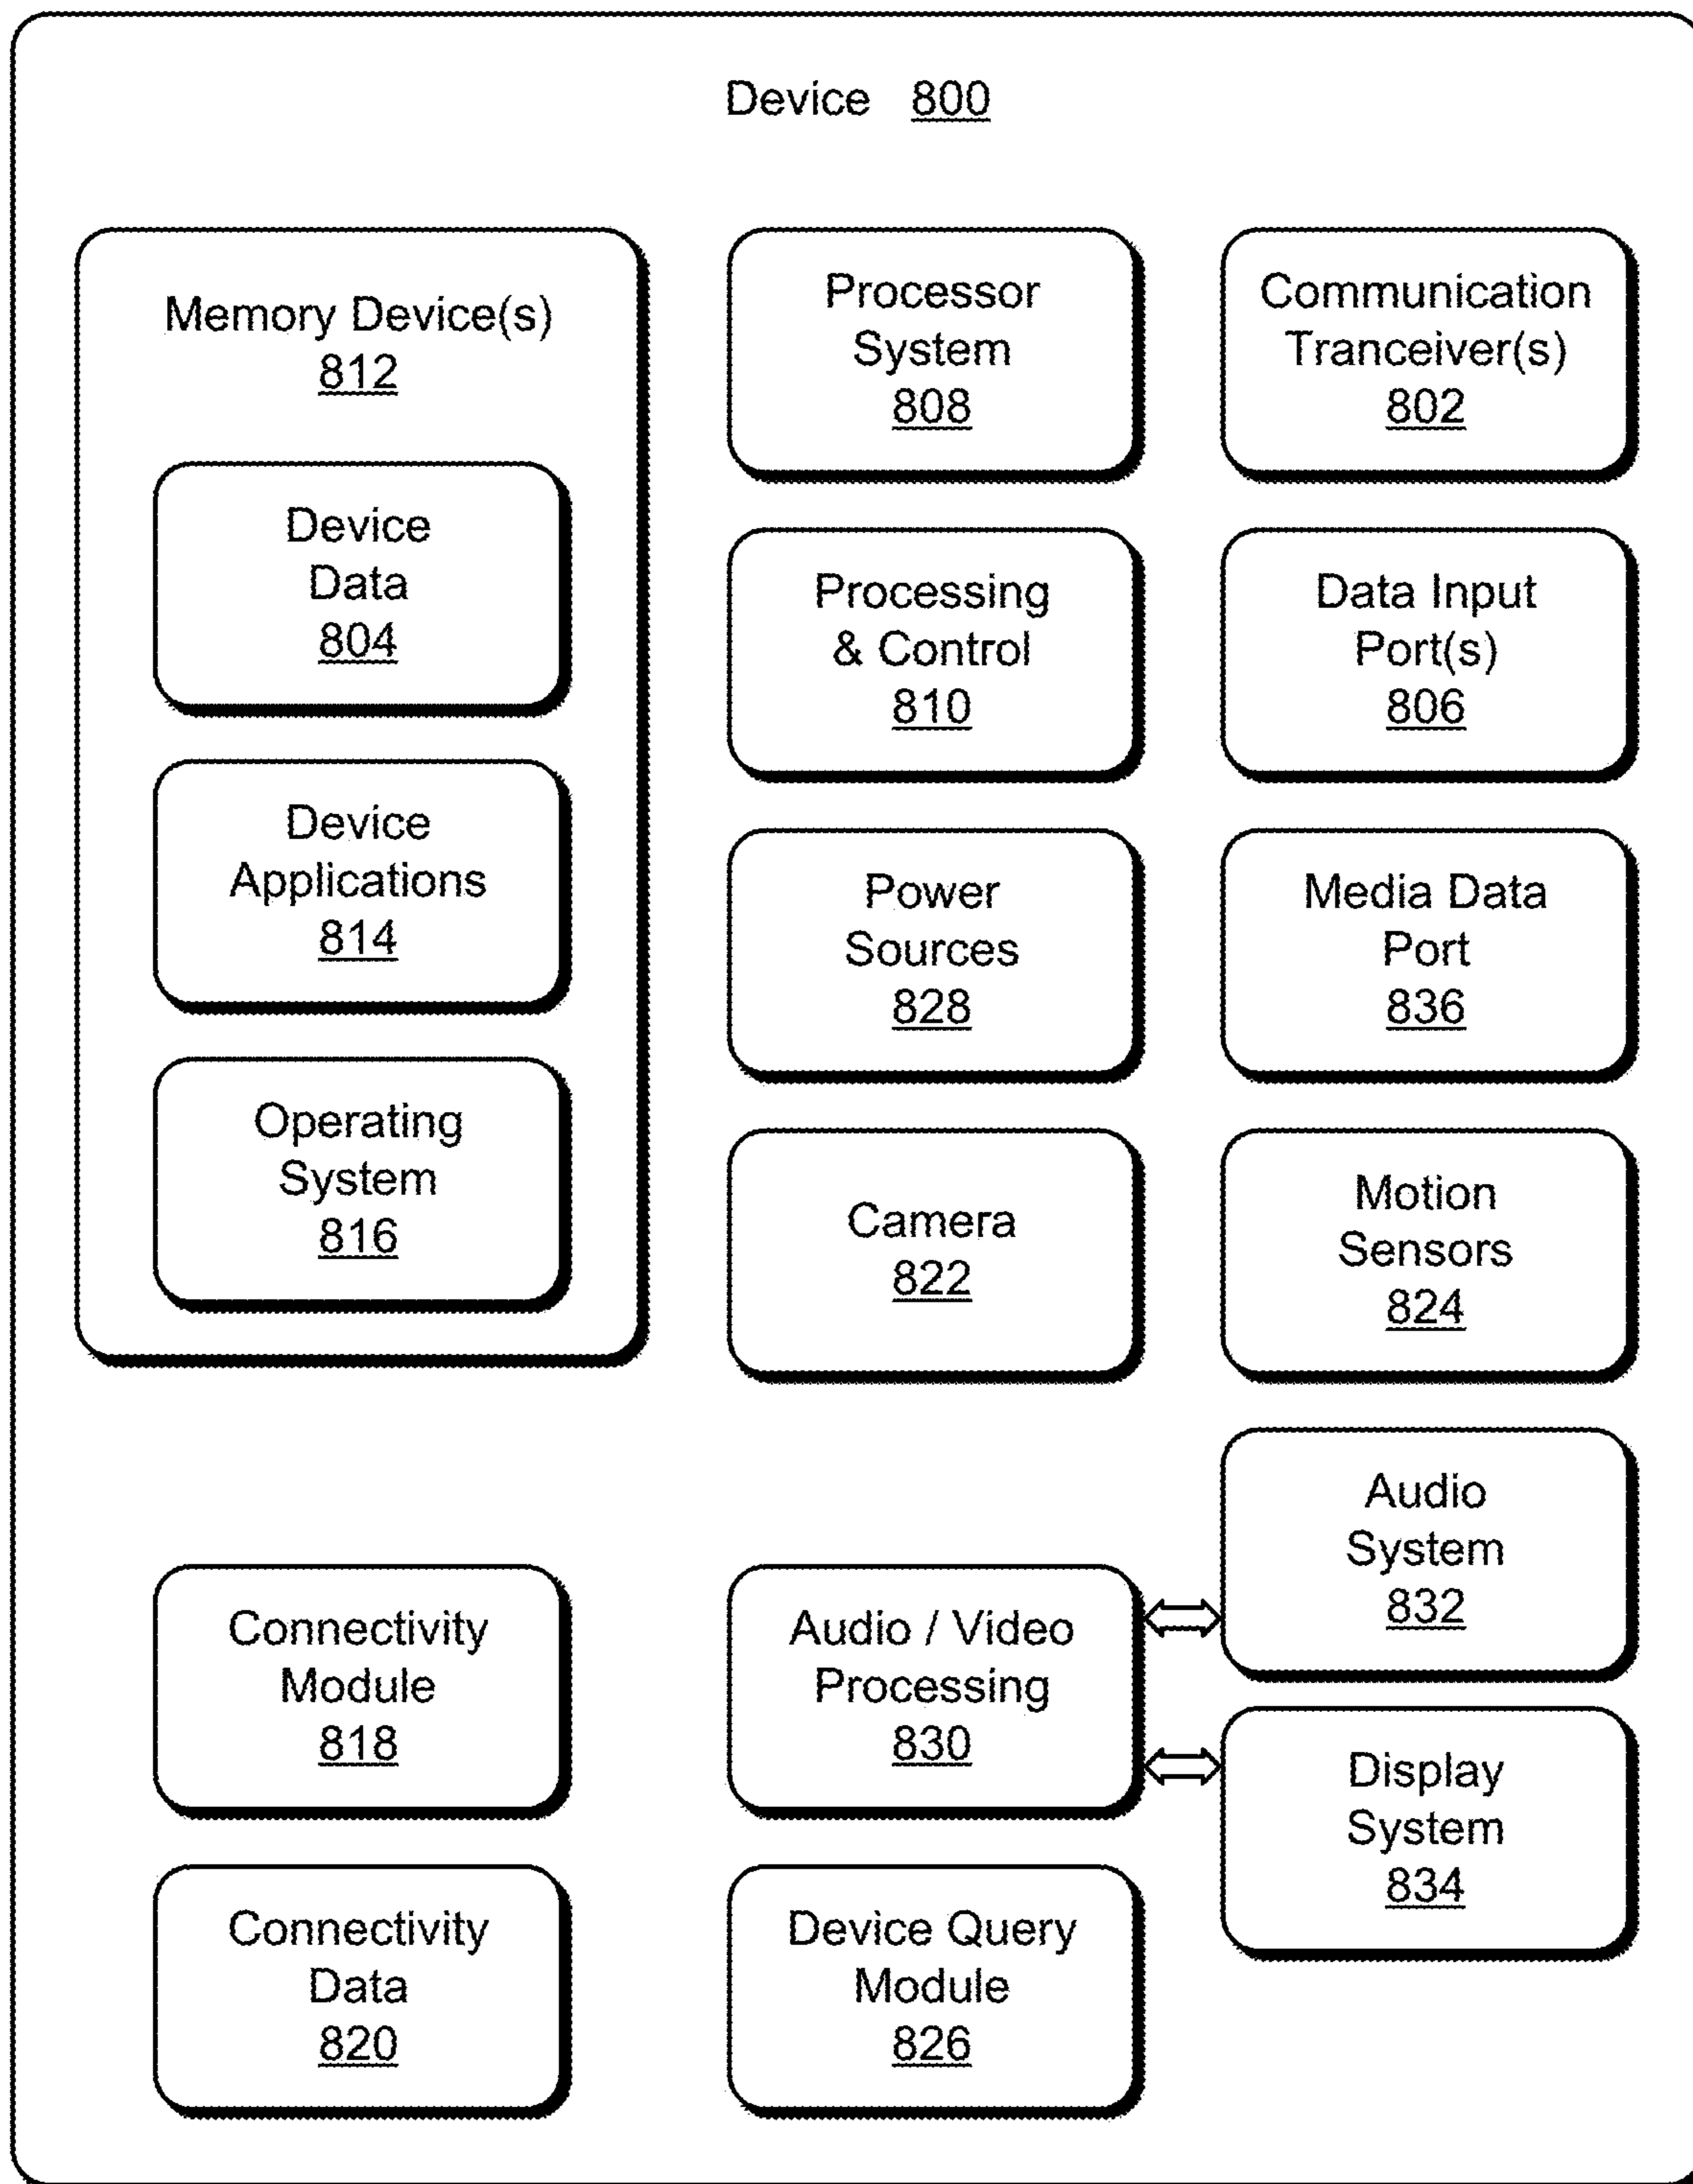 Device 800
Memory Device(s)
812
Device
Data
804
Device
Applications
814
Operating
System
816
Processor
System
808
Communication
Tranceiver(s)
802
Processing
& Control
810
Data Input
Port(s)
806
Power
Sources
828
Media Data
Port
836
Camera
822
Motion
Sensors
824
Connectivity
Module
818
Audio / Video
Processing
830
Audio
System
832
Display
System
834
Connectivity
Data
820
Device Query
Module
826